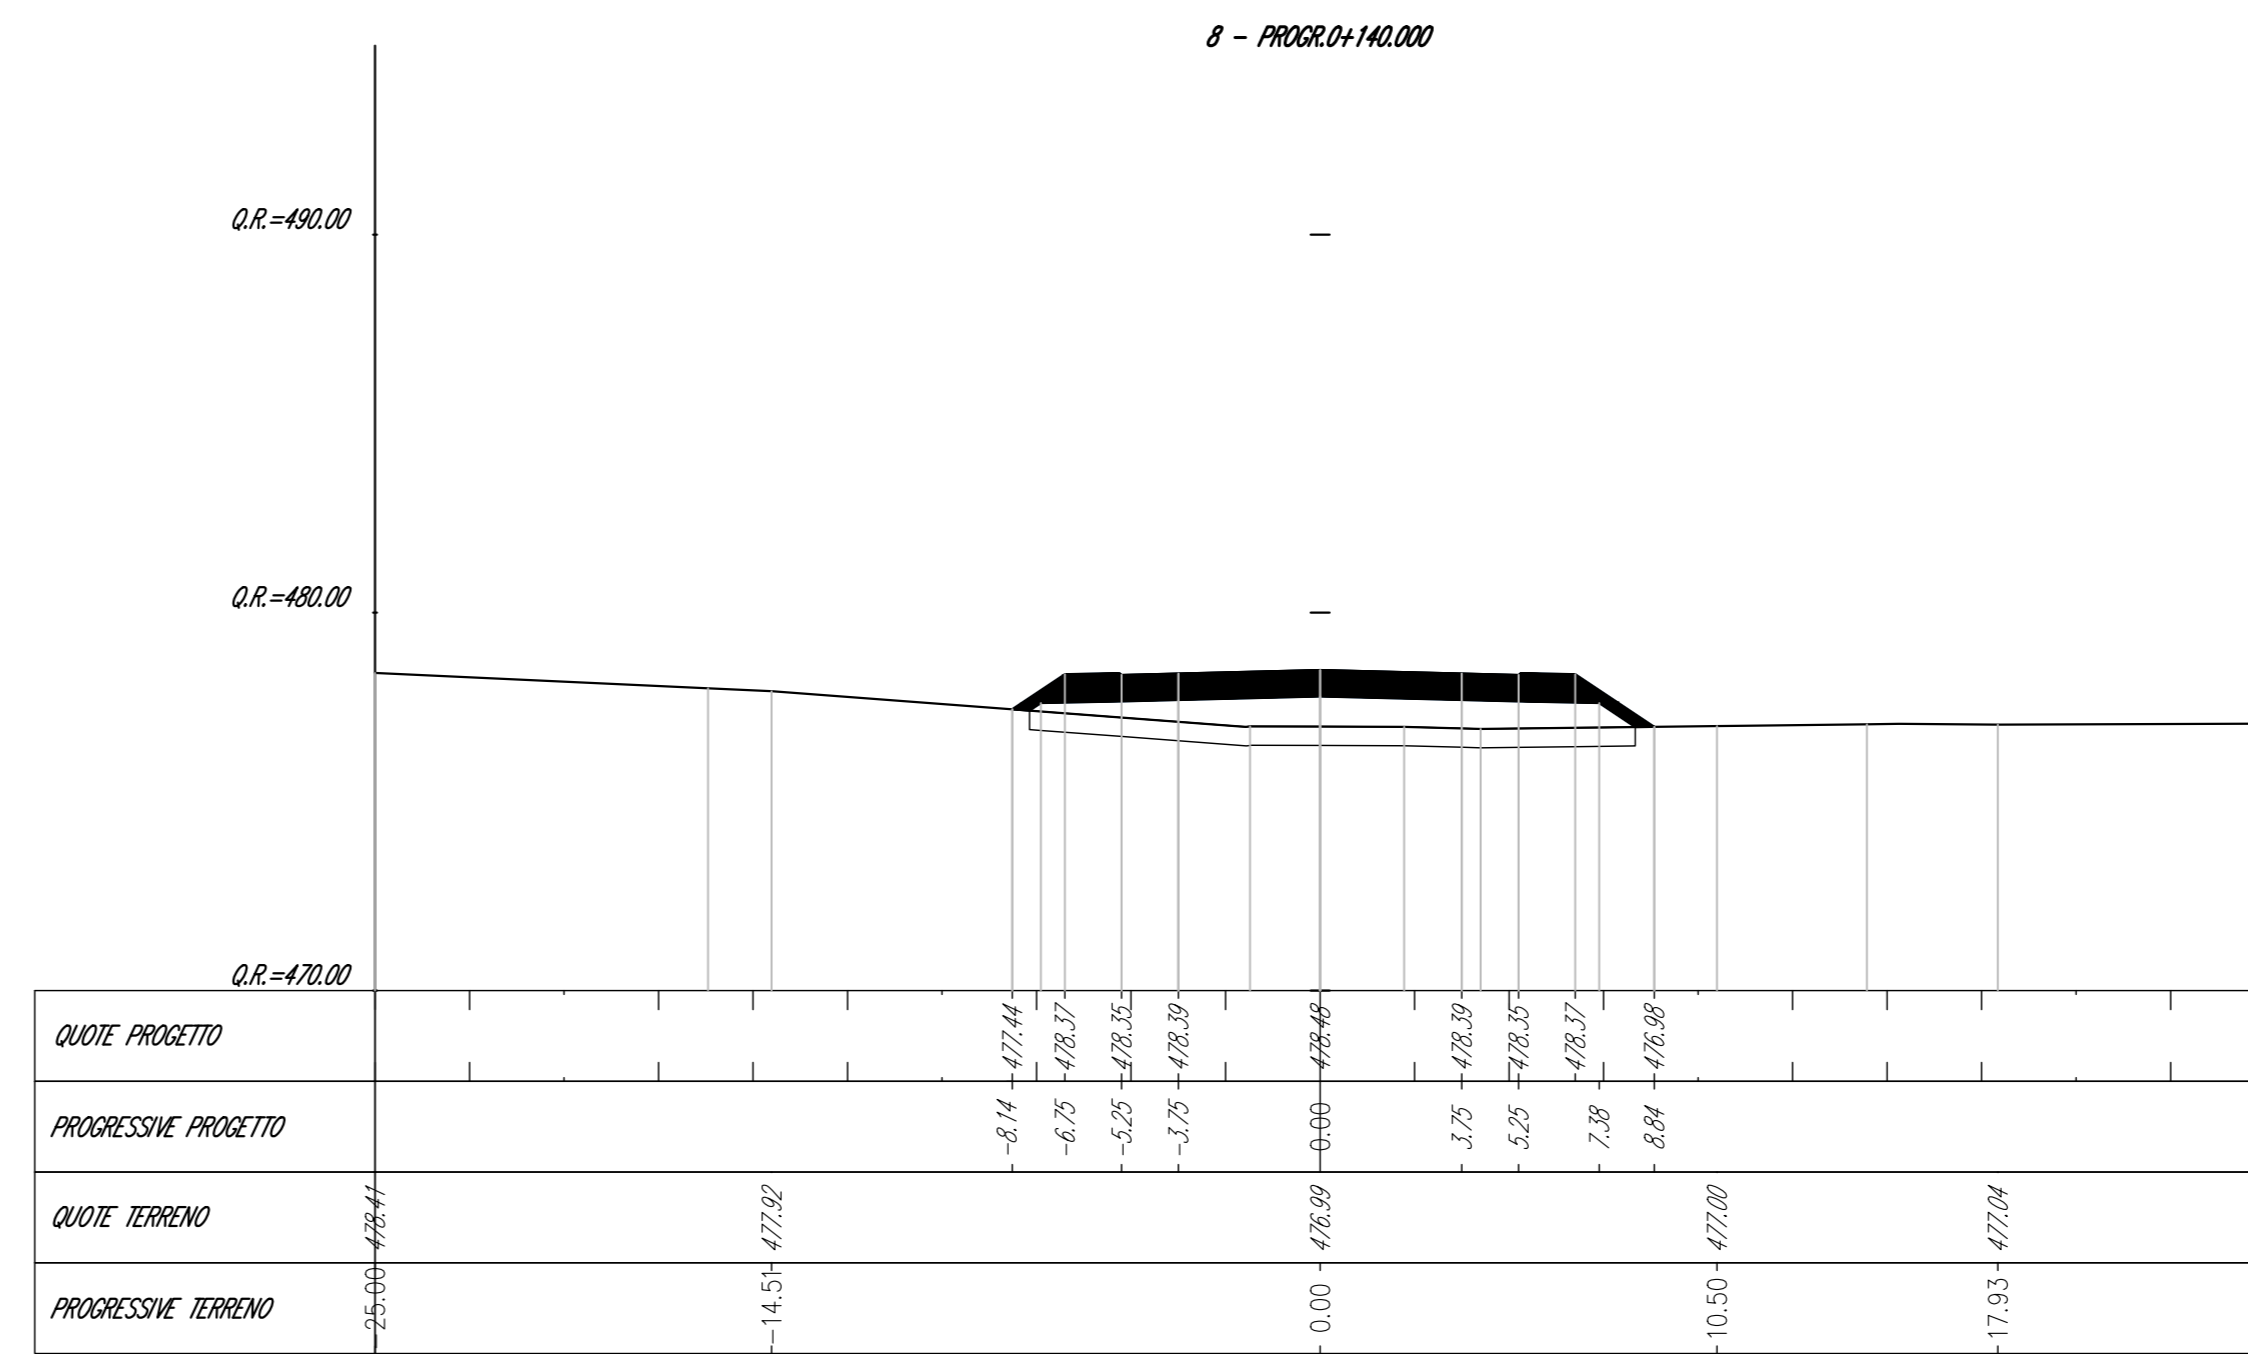 8 - PROGR.0+140.000
Q.R.=490.00
Q.R.=480.00
Q.R.=470.00
QUOTE PROGETTO 477.44 478.37 478.35 478.39 478.48 478.39 478.35 478.37 476.98
PROGRESSIVE PROGETTO -8.14 -6.75 -5.25 -3.75 0.00 3.75 5.25 7.38 8.84
QUOTE TERRENO 478.41 477.92 476.99 477.00 477.04
PROGRESSIVE TERRENO -25.00 -14.51 0.00 10.50 17.93